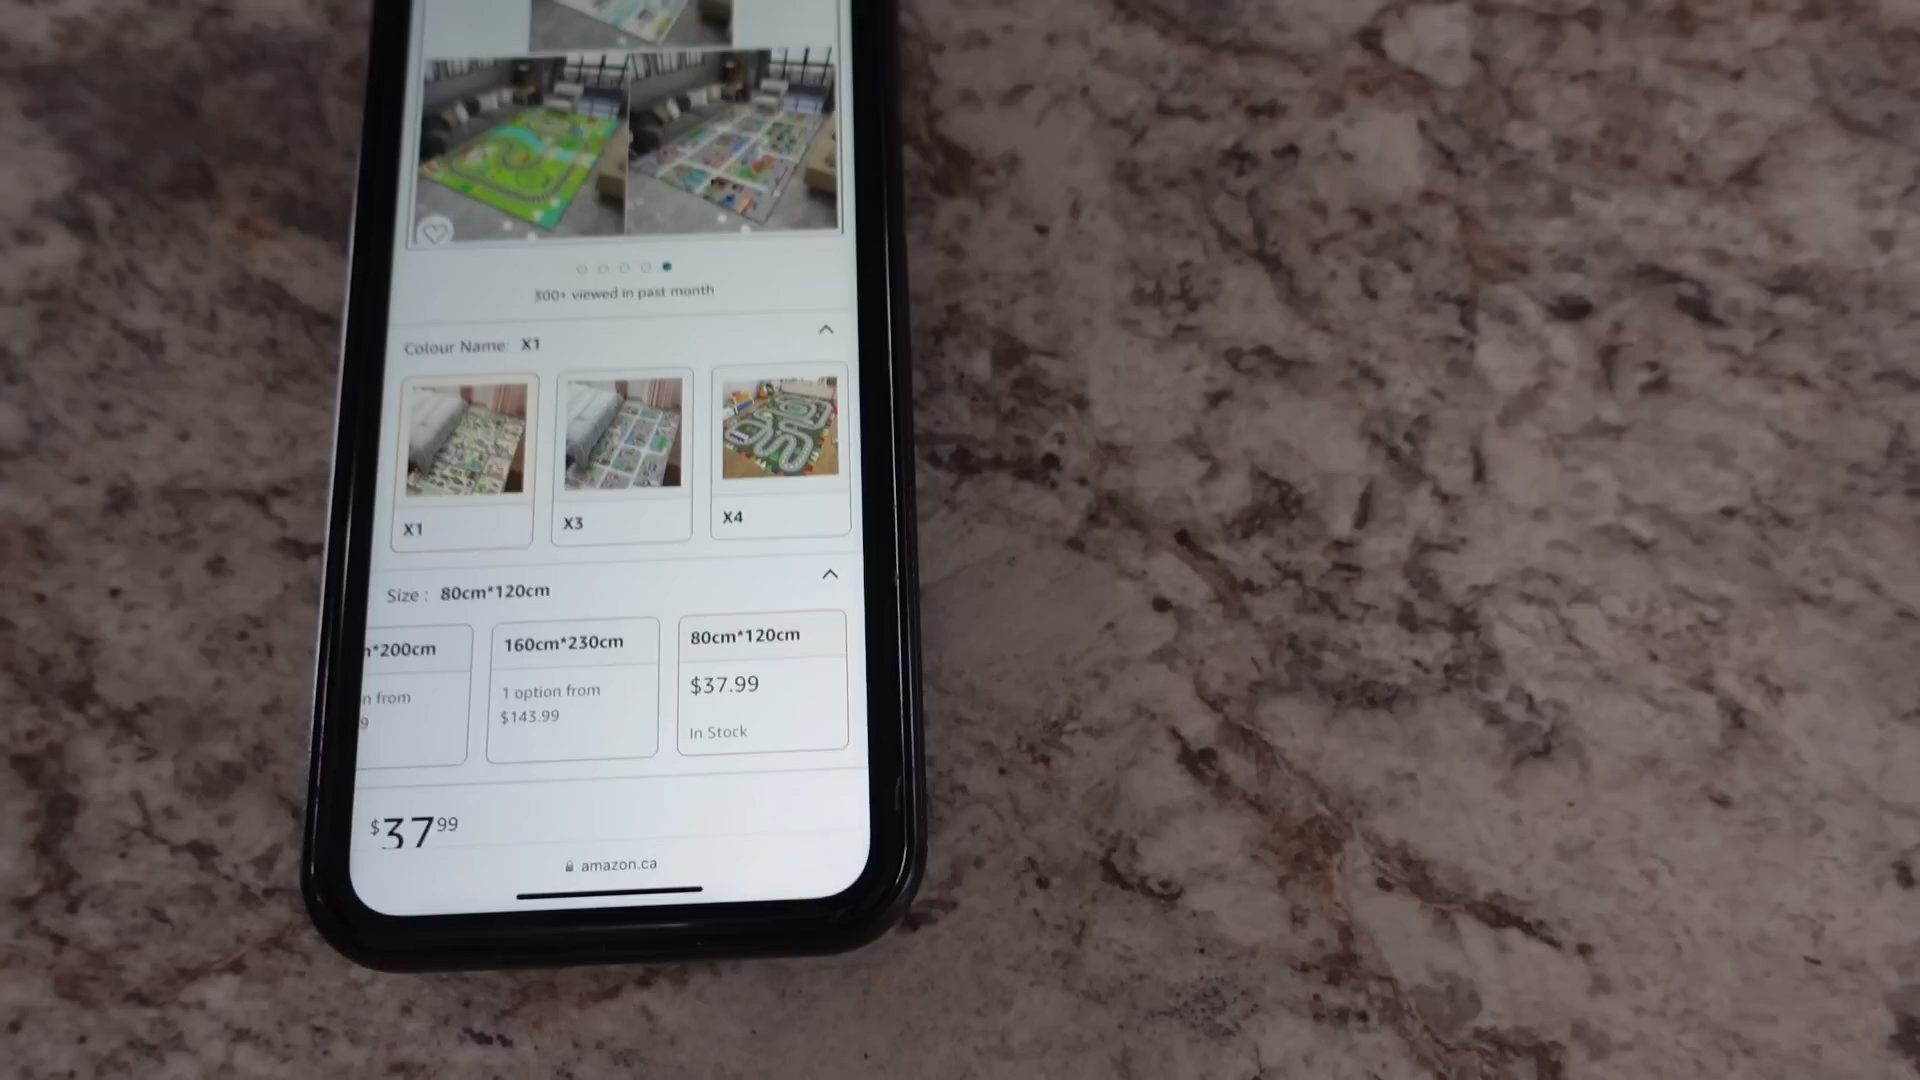 300+ viewed in past month
Colour Name: X1
X1
X3
X4
Size : 80cm*120cm
*200cm
160cm*230cm
80cm*120cm
from
1 option from
$143.99
$37.99
9
In Stock
$37 99
amazon.ca